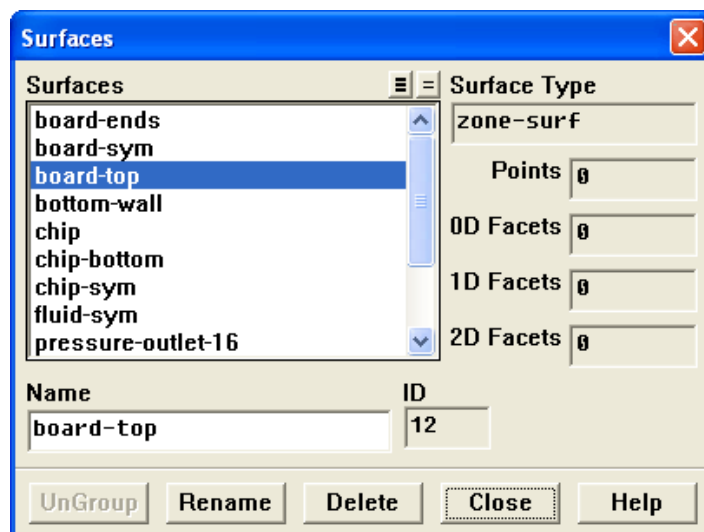 Surfaces
Surfaces
board-ends
board-sym
board-top
bottom-wall
chip
chip-bottom
chip-sym
fluid-sym
pressure-outlet-16
Surface Type
zone-surf
Points 0
0D Facets 0
1D Facets 0
2D Facets 0
Name
board-top
ID
12
UnGroup Rename Delete Close Help